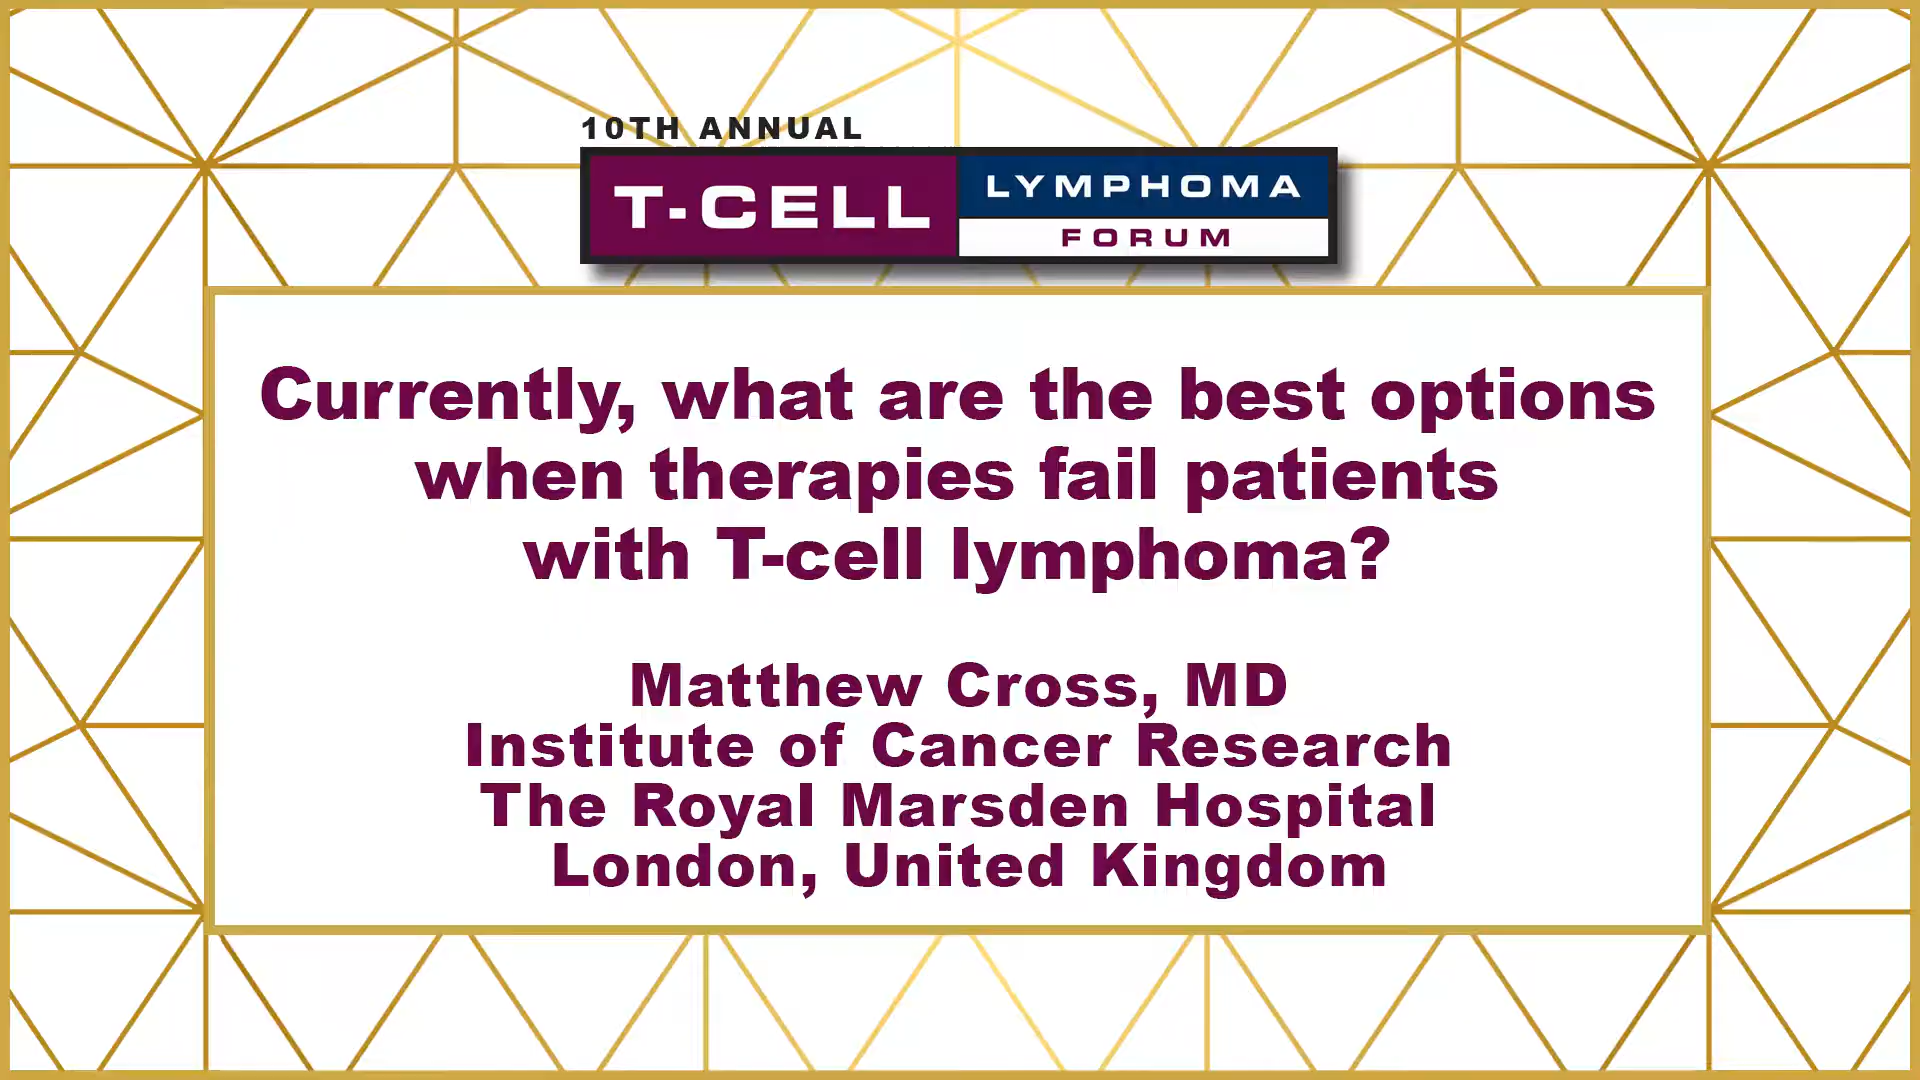 10TH ANNUAL
T-CELL
LYMPHOMA
FORUM
Currently, what are the best options
when therapies fail patients
with T-cell lymphoma?
Matthew Cross, MD
Institute of Cancer Research
The Royal Marsden Hospital
London, United Kingdom